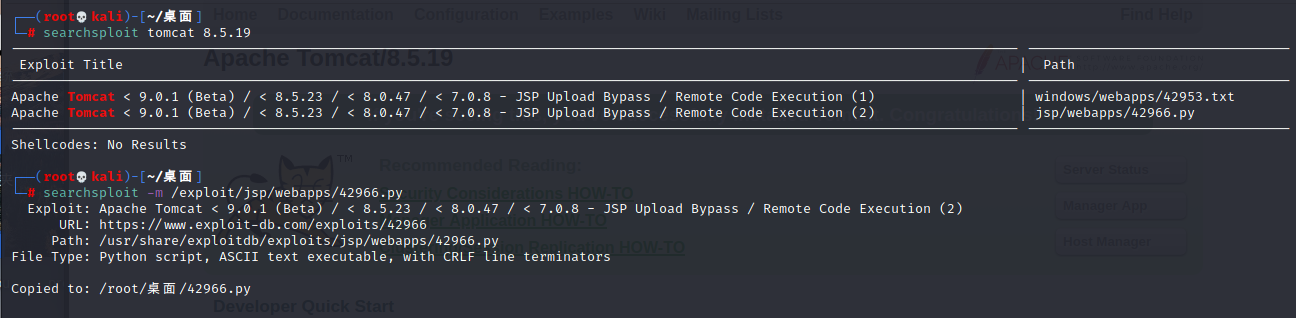 Home Documentation Configuration Examples Wiki Mailing Lists Find Help
┌──(root💀kali)-[~/桌面]
└─# searchsploit tomcat 8.5.19
Apache Tomcat/8.5.19
Exploit Title | Path
Apache Tomcat < 9.0.1 (Beta) / < 8.5.23 / < 8.0.47 / < 7.0.8 - JSP Upload Bypass / Remote Code Execution (1) | windows/webapps/42953.txt
Apache Tomcat < 9.0.1 (Beta) / < 8.5.23 / < 8.0.47 / < 7.0.8 - JSP Upload Bypass / Remote Code Execution (2) | jsp/webapps/42966.py
Shellcodes: No Results
TM
Recommended Reading:
Server Status
┌──(root💀kali)-[~/桌面]
└─# searchsploit -m /exploit/jsp/webapps/42966.py
Security Considerations HOW-TO
Manager App
Exploit: Apache Tomcat < 9.0.1 (Beta) / < 8.5.23 / < 8.0.47 / < 7.0.8 - JSP Upload Bypass / Remote Code Execution (2)
URL: https://www.exploit-db.com/exploits/42966
Application HOW-TO
Path: /usr/share/exploitdb/exploits/jsp/webapps/42966.py
Replication HOW-TO
Host Manager
File Type: Python script, ASCII text executable, with CRLF line terminators
Copied to: /root/桌面/42966.py
Developer Quick Start